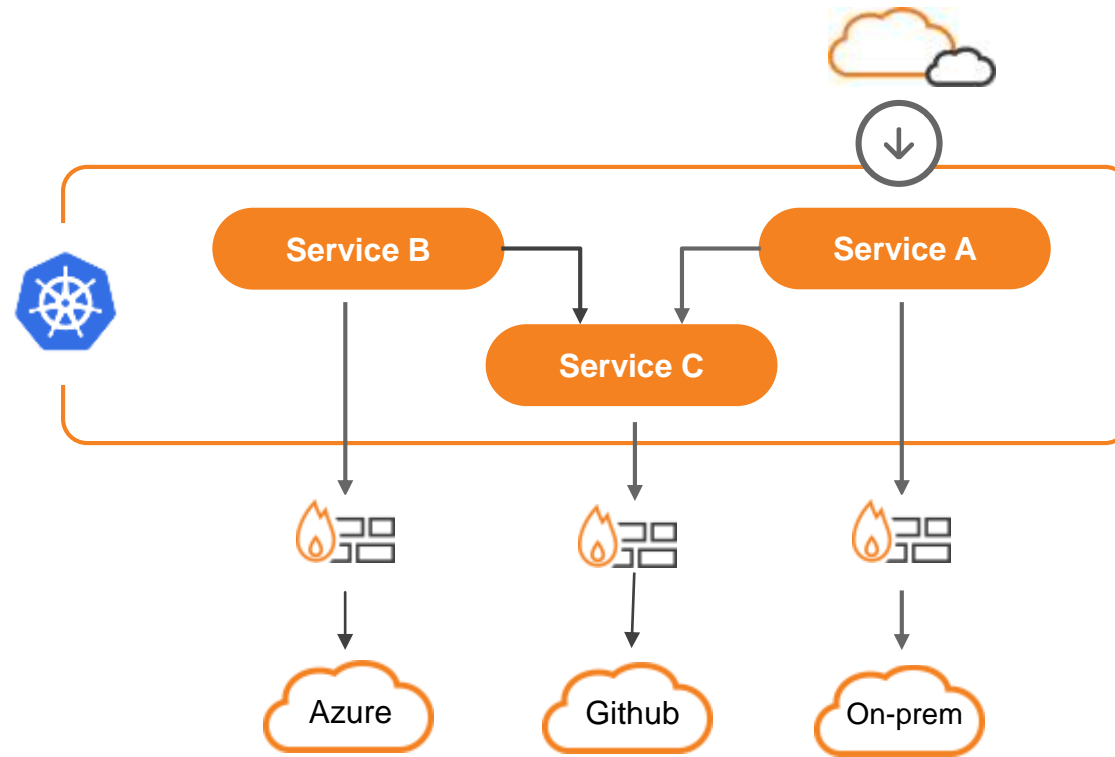 Service B
Service A
Service C
Azure
Github
On-prem